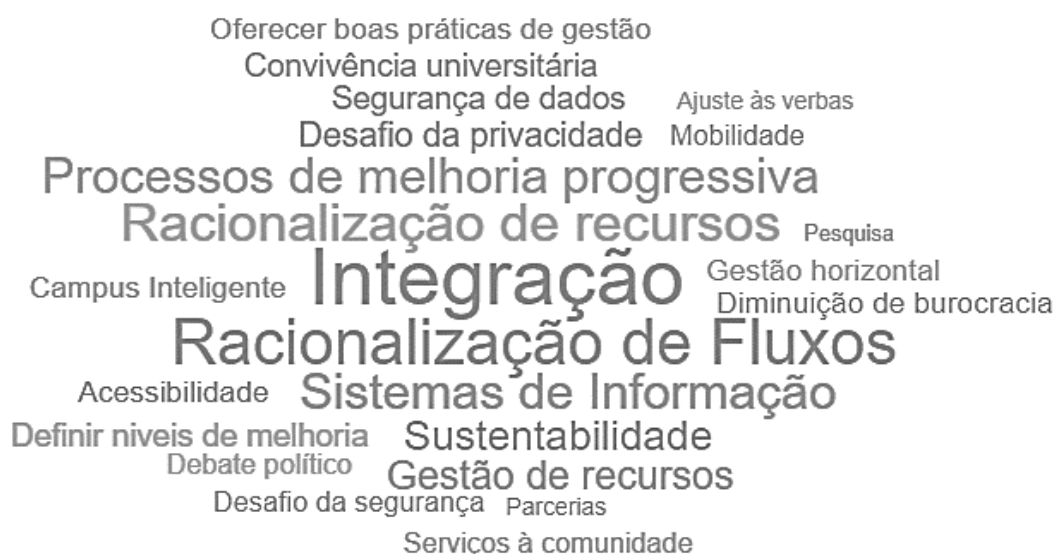 Oferecer boas práticas de gestão
Convivência universitária
Segurança de dados
Ajuste às verbas
Desafio da privacidade
Mobilidade
Processos de melhoria progressiva
Racionalização de recursos
Pesquisa
Integração
Gestão horizontal
Campus Inteligente
Diminuição de burocracia
Racionalização de Fluxos
Acessibilidade
Sistemas de Informação
Definir niveis de melhoria
Sustentabilidade
Debate político
Gestão de recursos
Desafio da segurança
Parcerias
Serviços à comunidade